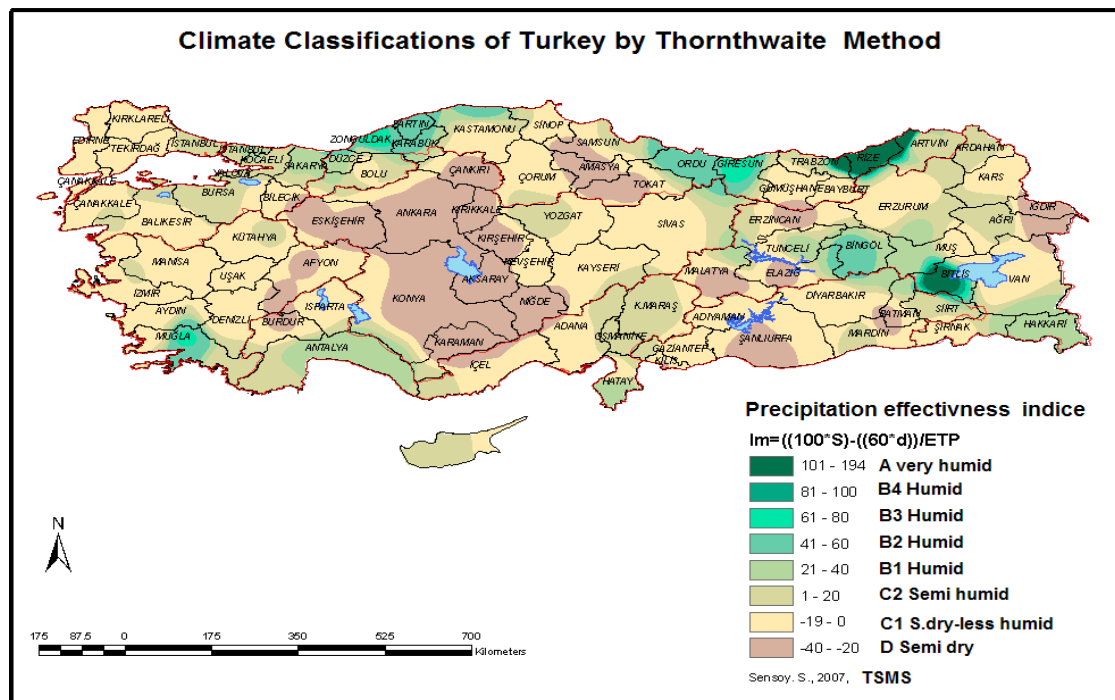 Climate Classifications of Turkey by Thornthwaite Method
KIRKLARELİ
EDİRNE
TEKİRDAĞ
İSTANBUL
İSTANBUL
KOCAELİ
YALOVA
SAKARYA
DÜZCE
BOLU
ZONGULDAK
BARTIN
KARABÜK
KASTAMONU
SİNOP
SAMSUN
ÇANKIRI
ÇORUM
AMASYA
TOKAT
ORDU
GİRESUN
TRABZON
RİZE
ARTVİN
ARDAHAN
KARS
GÜMÜŞHANE
BAYBURT
ERZURUM
IĞDIR
AĞRI
ÇANAKKALE
ÇANAKKALE
BALIKESİR
BURSA
BİLECİK
ESKİŞEHİR
ANKARA
KIRIKKALE
YOZGAT
SİVAS
ERZİNCAN
KÜTAHYA
KIRŞEHİR
TUNCELİ
BİNGÖL
MUŞ
MANİSA
UŞAK
AFYON
NEVŞEHİR
KAYSERİ
MALATYA
ELAZIĞ
BİTLİS
VAN
AKSARAY
İZMİR
KONYA
NİĞDE
K.MARAŞ
DİYARBAKIR
AYDIN
DENİZLİ
ISPARTA
BURDUR
ADANA
ADIYAMAN
BATMAN
SİİRT
ŞIRNAK
HAKKARİ
MUĞLA
ANTALYA
KARAMAN
İÇEL
OSMANİYE
GAZİANTEP
KİLİS
ŞANLIURFA
MARDİN
HATAY
Precipitation effectivness indice
Im=((100*S)-((60*d))/ETP
101 - 194 A very humid
81 - 100 B4 Humid
61 - 80 B3 Humid
41 - 60 B2 Humid
21 - 40 B1 Humid
1 - 20 C2 Semi humid
-19 - 0 C1 S.dry-less humid
-40 - -20 D Semi dry
Sensoy. S., 2007, TSMS
N
175 87.5 0 175 350 525 700
Kilometers